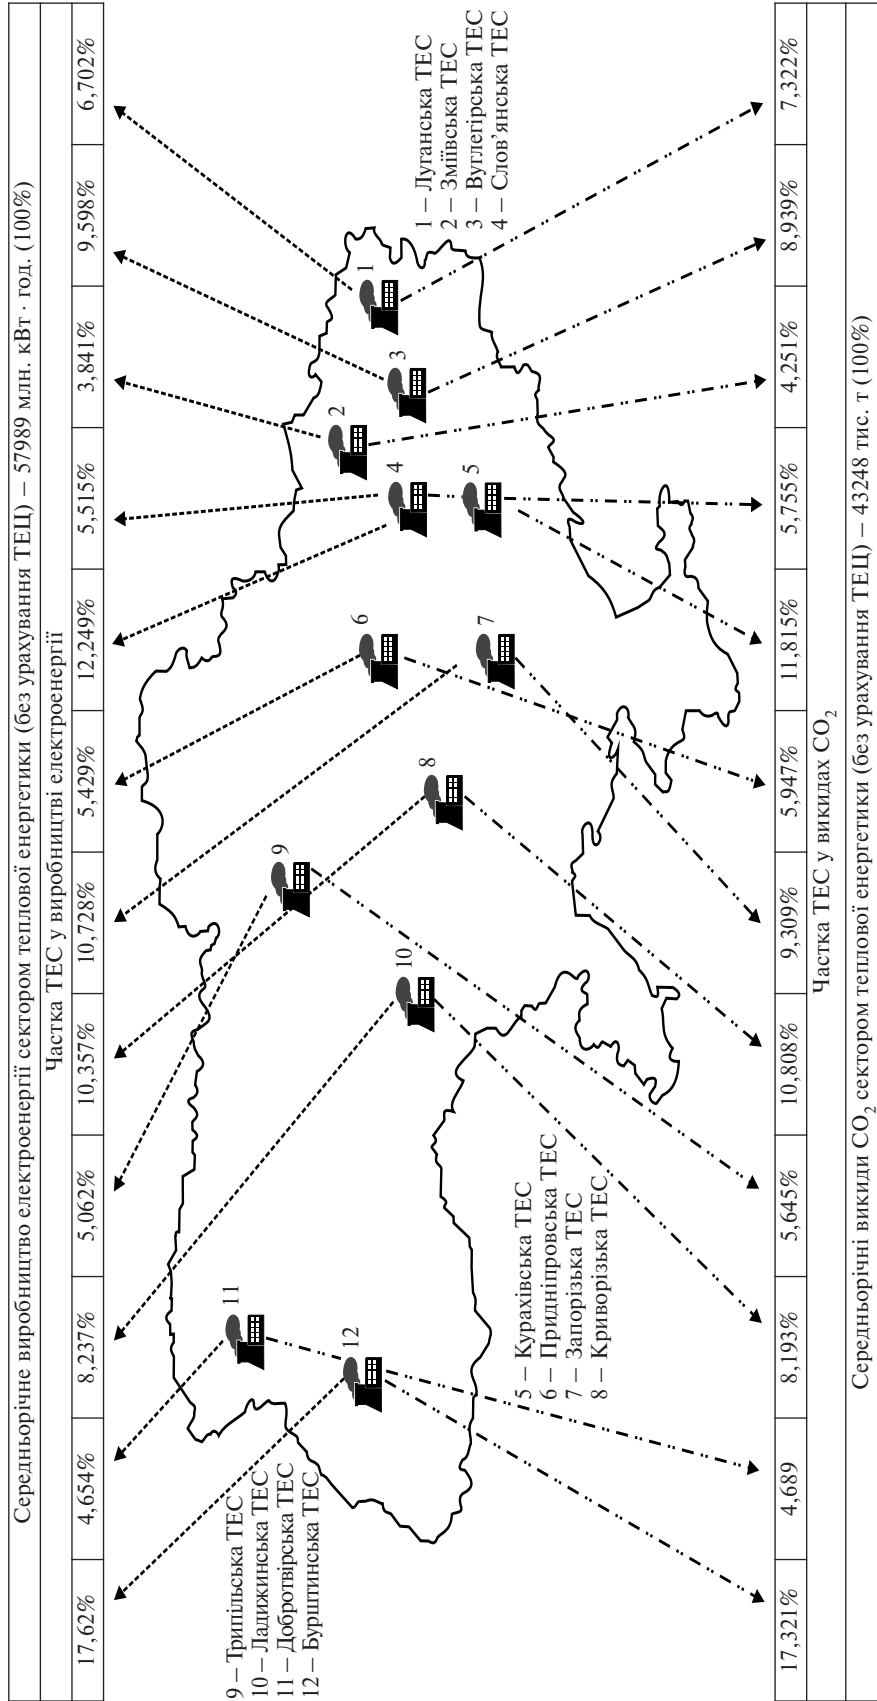 Середньорічне виробництво електроенергії сектором теплової енергетики (без урахування ТЕЦ) – 57989 млн. кВт · год. (100%)
Частка ТЕС у виробництві електроенергії
17,62%
4,654%
8,237%
5,062%
10,357%
10,728%
5,429%
12,249%
5,515%
3,841%
9,598%
6,702%
9 – Трипільська ТЕС
10 – Ладижинська ТЕС
11 – Добротвірська ТЕС
12 – Бурштинська ТЕС
11
12
9
10
8
6
7
4
5
2
3
1
1 – Луганська ТЕС
2 – Зміївська ТЕС
3 – Вуглегірська ТЕС
4 – Слов’янська ТЕС
5 – Курахівська ТЕС
6 – Придніпровська ТЕС
7 – Запорізька ТЕС
8 – Криворізька ТЕС
17,321%
4,689
8,193%
5,645%
10,808%
9,309%
5,947%
11,815%
5,755%
4,251%
8,939%
7,322%
Частка ТЕС у викидах CO2
Середньорічні викиди CO2 сектором теплової енергетики (без урахування ТЕЦ) – 43248 тис. т (100%)